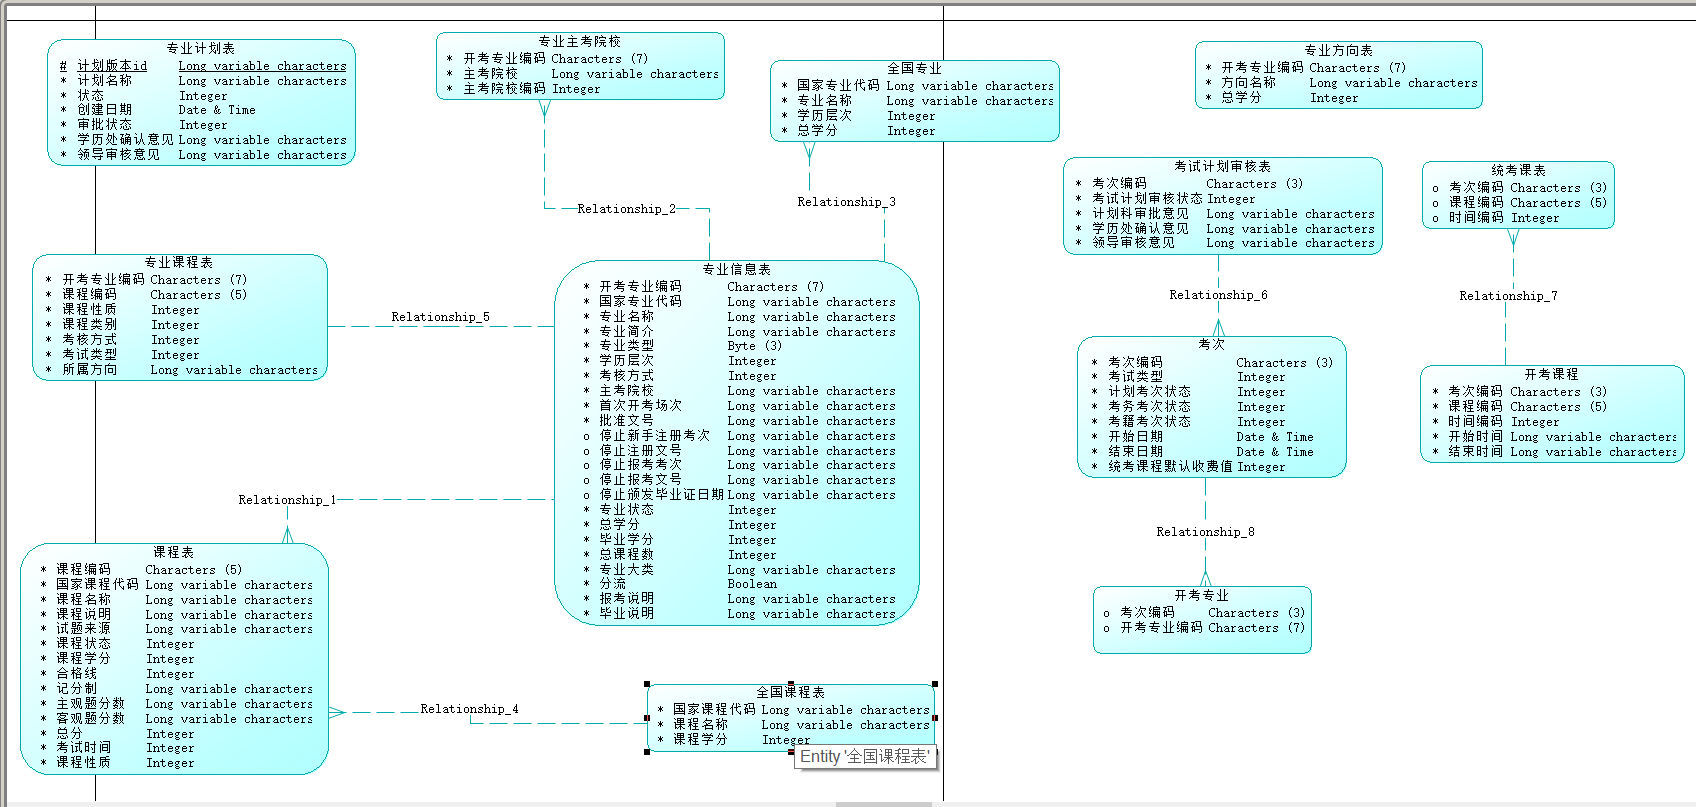 专业计划表
# 计划版本id Long variable characters
* 计划名称 Long variable characters
* 状态 Integer
* 创建日期 Date & Time
* 审批状态 Integer
* 学历处确认意见 Long variable characters
* 领导审核意见 Long variable characters
专业主考院校
* 开考专业编码 Characters (7)
* 主考院校 Long variable characters
* 主考院校编码 Integer
全国专业
* 国家专业代码 Long variable characters
* 专业名称 Long variable characters
* 学历层次 Integer
* 总学分 Integer
专业方向表
* 开考专业编码 Characters (7)
* 方向名称 Long variable characters
* 总学分 Integer
Relationship_2
Relationship_3
考试计划审核表
* 考次编码 Characters (3)
* 考试计划审核状态 Integer
* 计划科审批意见 Long variable characters
* 学历处确认意见 Long variable characters
* 领导审核意见 Long variable characters
统考课表
o 考次编码 Characters (3)
o 课程编码 Characters (5)
o 时间编码 Integer
专业课程表
* 开考专业编码 Characters (7)
* 课程编码 Characters (5)
* 课程性质 Integer
* 课程类别 Integer
* 考核方式 Integer
* 考试类型 Integer
* 所属方向 Long variable characters
Relationship_5
专业信息表
* 开考专业编码 Characters (7)
* 国家专业代码 Long variable characters
* 专业名称 Long variable characters
* 专业简介 Long variable characters
* 专业类型 Byte (3)
* 学历层次 Integer
* 考核方式 Integer
* 主考院校 Long variable characters
* 首次开考场次 Long variable characters
* 批准文号 Long variable characters
o 停止新手注册考次 Long variable characters
o 停止注册文号 Long variable characters
o 停止报考考次 Long variable characters
o 停止报考文号 Long variable characters
o 停止颁发毕业证日期 Long variable characters
* 专业状态 Integer
* 总学分 Integer
* 毕业学分 Integer
* 总课程数 Integer
* 专业大类 Long variable characters
* 分流 Boolean
* 报考说明 Long variable characters
* 毕业说明 Long variable characters
Relationship_6
Relationship_7
考次
* 考次编码 Characters (3)
* 考试类型 Integer
* 计划考次状态 Integer
* 考务考次状态 Integer
* 考籍考次状态 Integer
* 开始日期 Date & Time
* 结束日期 Date & Time
* 统考课程默认收费值 Integer
开考课程
* 考次编码 Characters (3)
* 课程编码 Characters (5)
* 时间编码 Integer
* 开始时间 Long variable characters
* 结束时间 Long variable characters
Relationship_1
Relationship_8
课程表
* 课程编码 Characters (5)
* 国家课程代码 Long variable characters
* 课程名称 Long variable characters
* 课程说明 Long variable characters
* 试题来源 Long variable characters
* 课程状态 Integer
* 课程学分 Integer
* 合格线 Integer
* 记分制 Long variable characters
* 主观题分数 Long variable characters
* 客观题分数 Long variable characters
* 总分 Integer
* 考试时间 Integer
* 课程性质 Integer
开考专业
o 考次编码 Characters (3)
o 开考专业编码 Characters (7)
Relationship_4
全国课程表
* 国家课程代码 Long variable characters
* 课程名称 Long variable characters
* 课程学分 Integer
Entity '全国课程表'